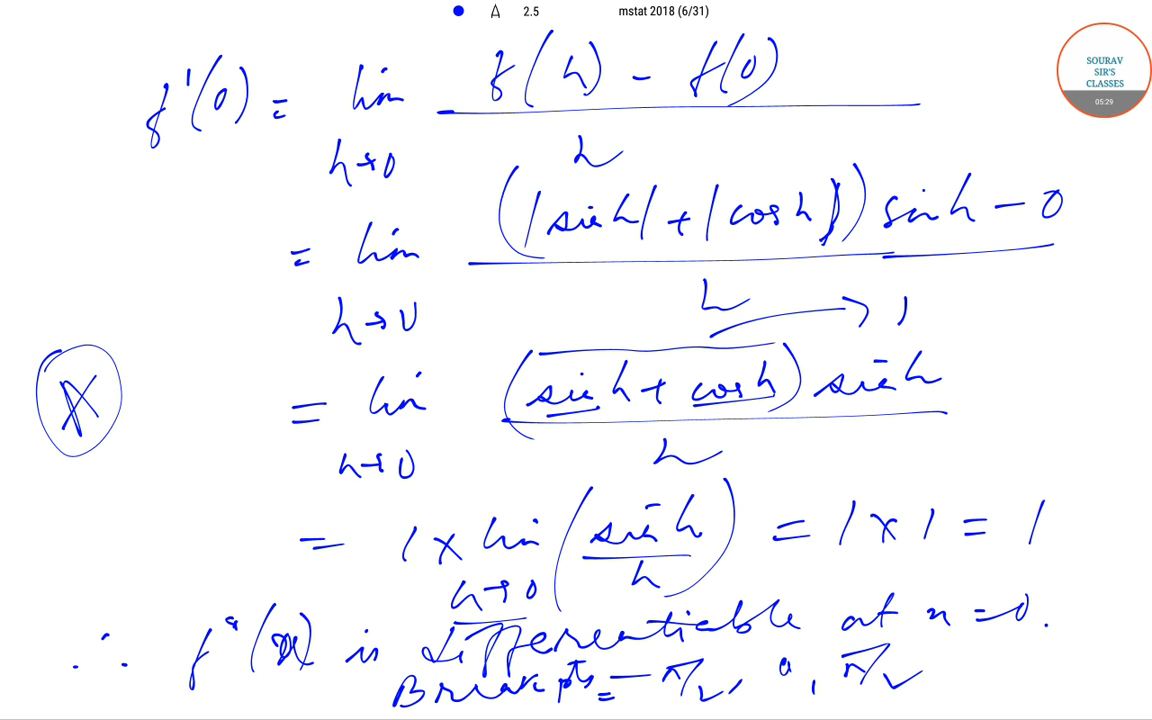 2.5 mstat 2018 (6/31)
SOURAV
SIR'S
CLASSES
05:29
f'(0) = lim h→0 (f(h) - f(0)) / h
= lim h→0 ((|sin h| + |cos h|) sin h - 0) / h → 1
= lim h→0 ((sin h + cos h) sin h) / h
A
= 1 × lim h→0 (sin h / h) = 1 × 1 = 1
∴ f(x) is differentiable at x = 0.
Break pts = -π/2, 0, π/2